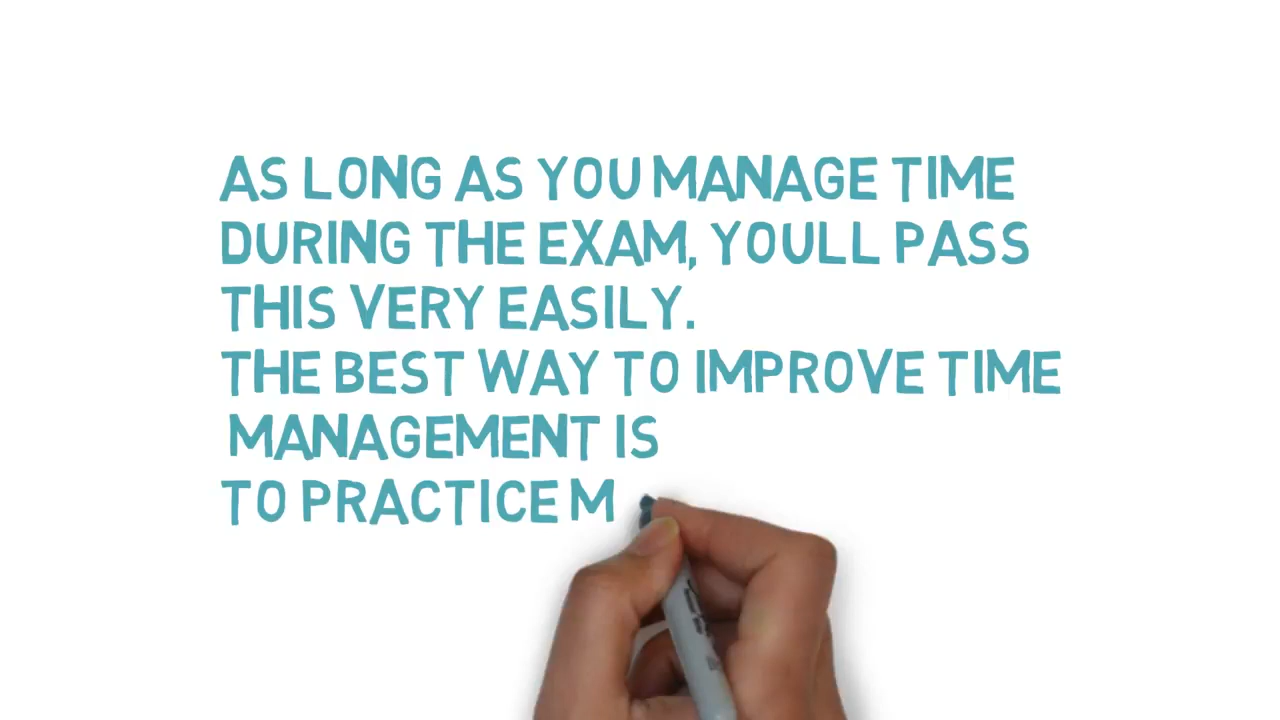 AS LONG AS YOU MANAGE TIME
DURING THE EXAM, YOULL PASS
THIS VERY EASILY.
THE BEST WAY TO IMPROVE TIME
MANAGEMENT IS
TO PRACTICE M